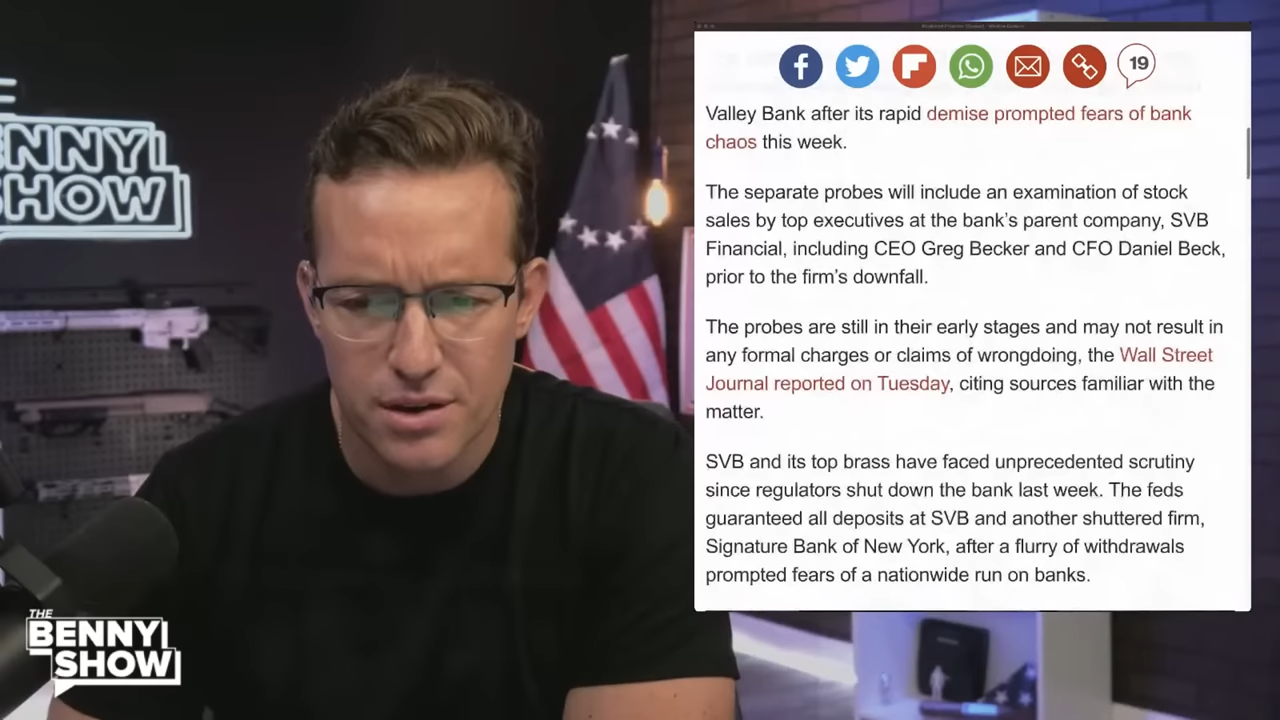 ENNY
SHOW
19
Valley Bank after its rapid demise prompted fears of bank
chaos this week.
The separate probes will include an examination of stock
sales by top executives at the bank's parent company, SVB
Financial, including CEO Greg Becker and CFO Daniel Beck,
prior to the firm's downfall.
The probes are still in their early stages and may not result in
any formal charges or claims of wrongdoing, the Wall Street
Journal reported on Tuesday, citing sources familiar with the
matter.
SVB and its top brass have faced unprecedented scrutiny
since regulators shut down the bank last week. The feds
guaranteed all deposits at SVB and another shuttered firm,
Signature Bank of New York, after a flurry of withdrawals
prompted fears of a nationwide run on banks.
THE
BENNY
SHOW